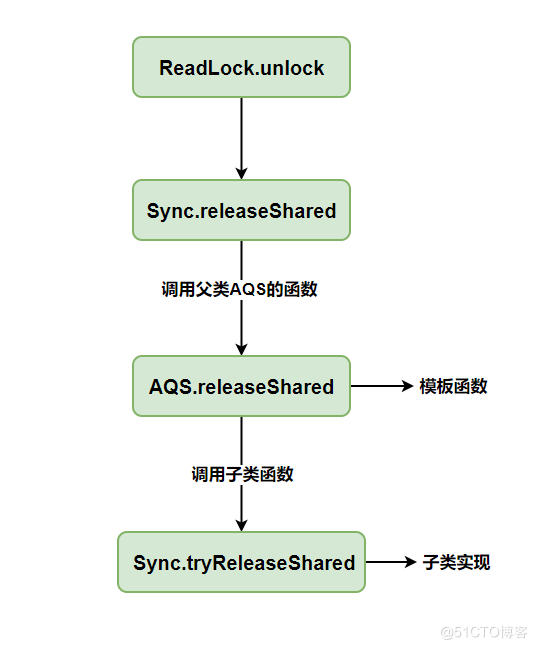 ReadLock.unlock
Sync.releaseShared
调用父类AQS的函数
AQS.releaseShared
模板函数
调用子类函数
Sync.tryReleaseShared
子类实现
@51CTO博客